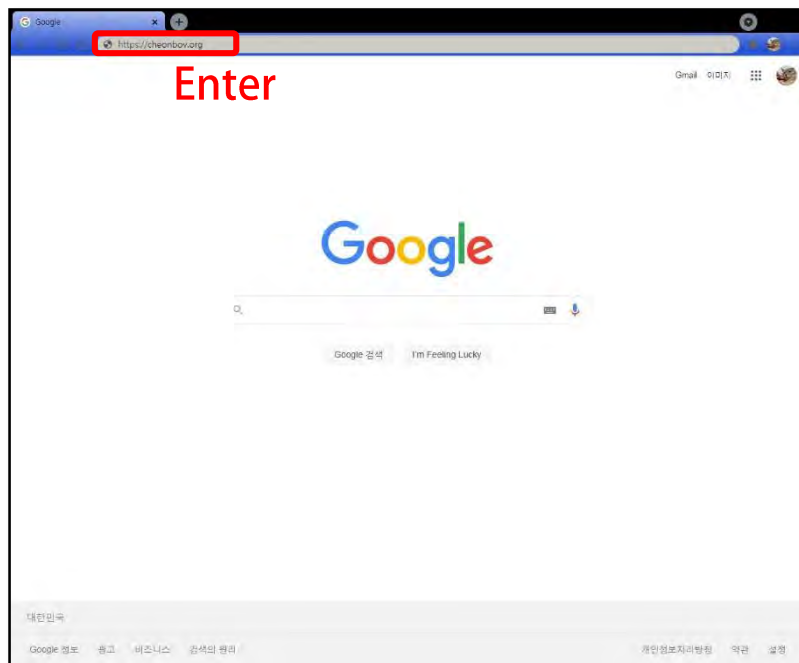 Google
https://cheonbov.org
Enter
Gmail 이미지
Google
Google 검색 I'm Feeling Lucky
대한민국
Google 정보 광고 비즈니스 검색의 원리 개인정보처리방침 약관 설정